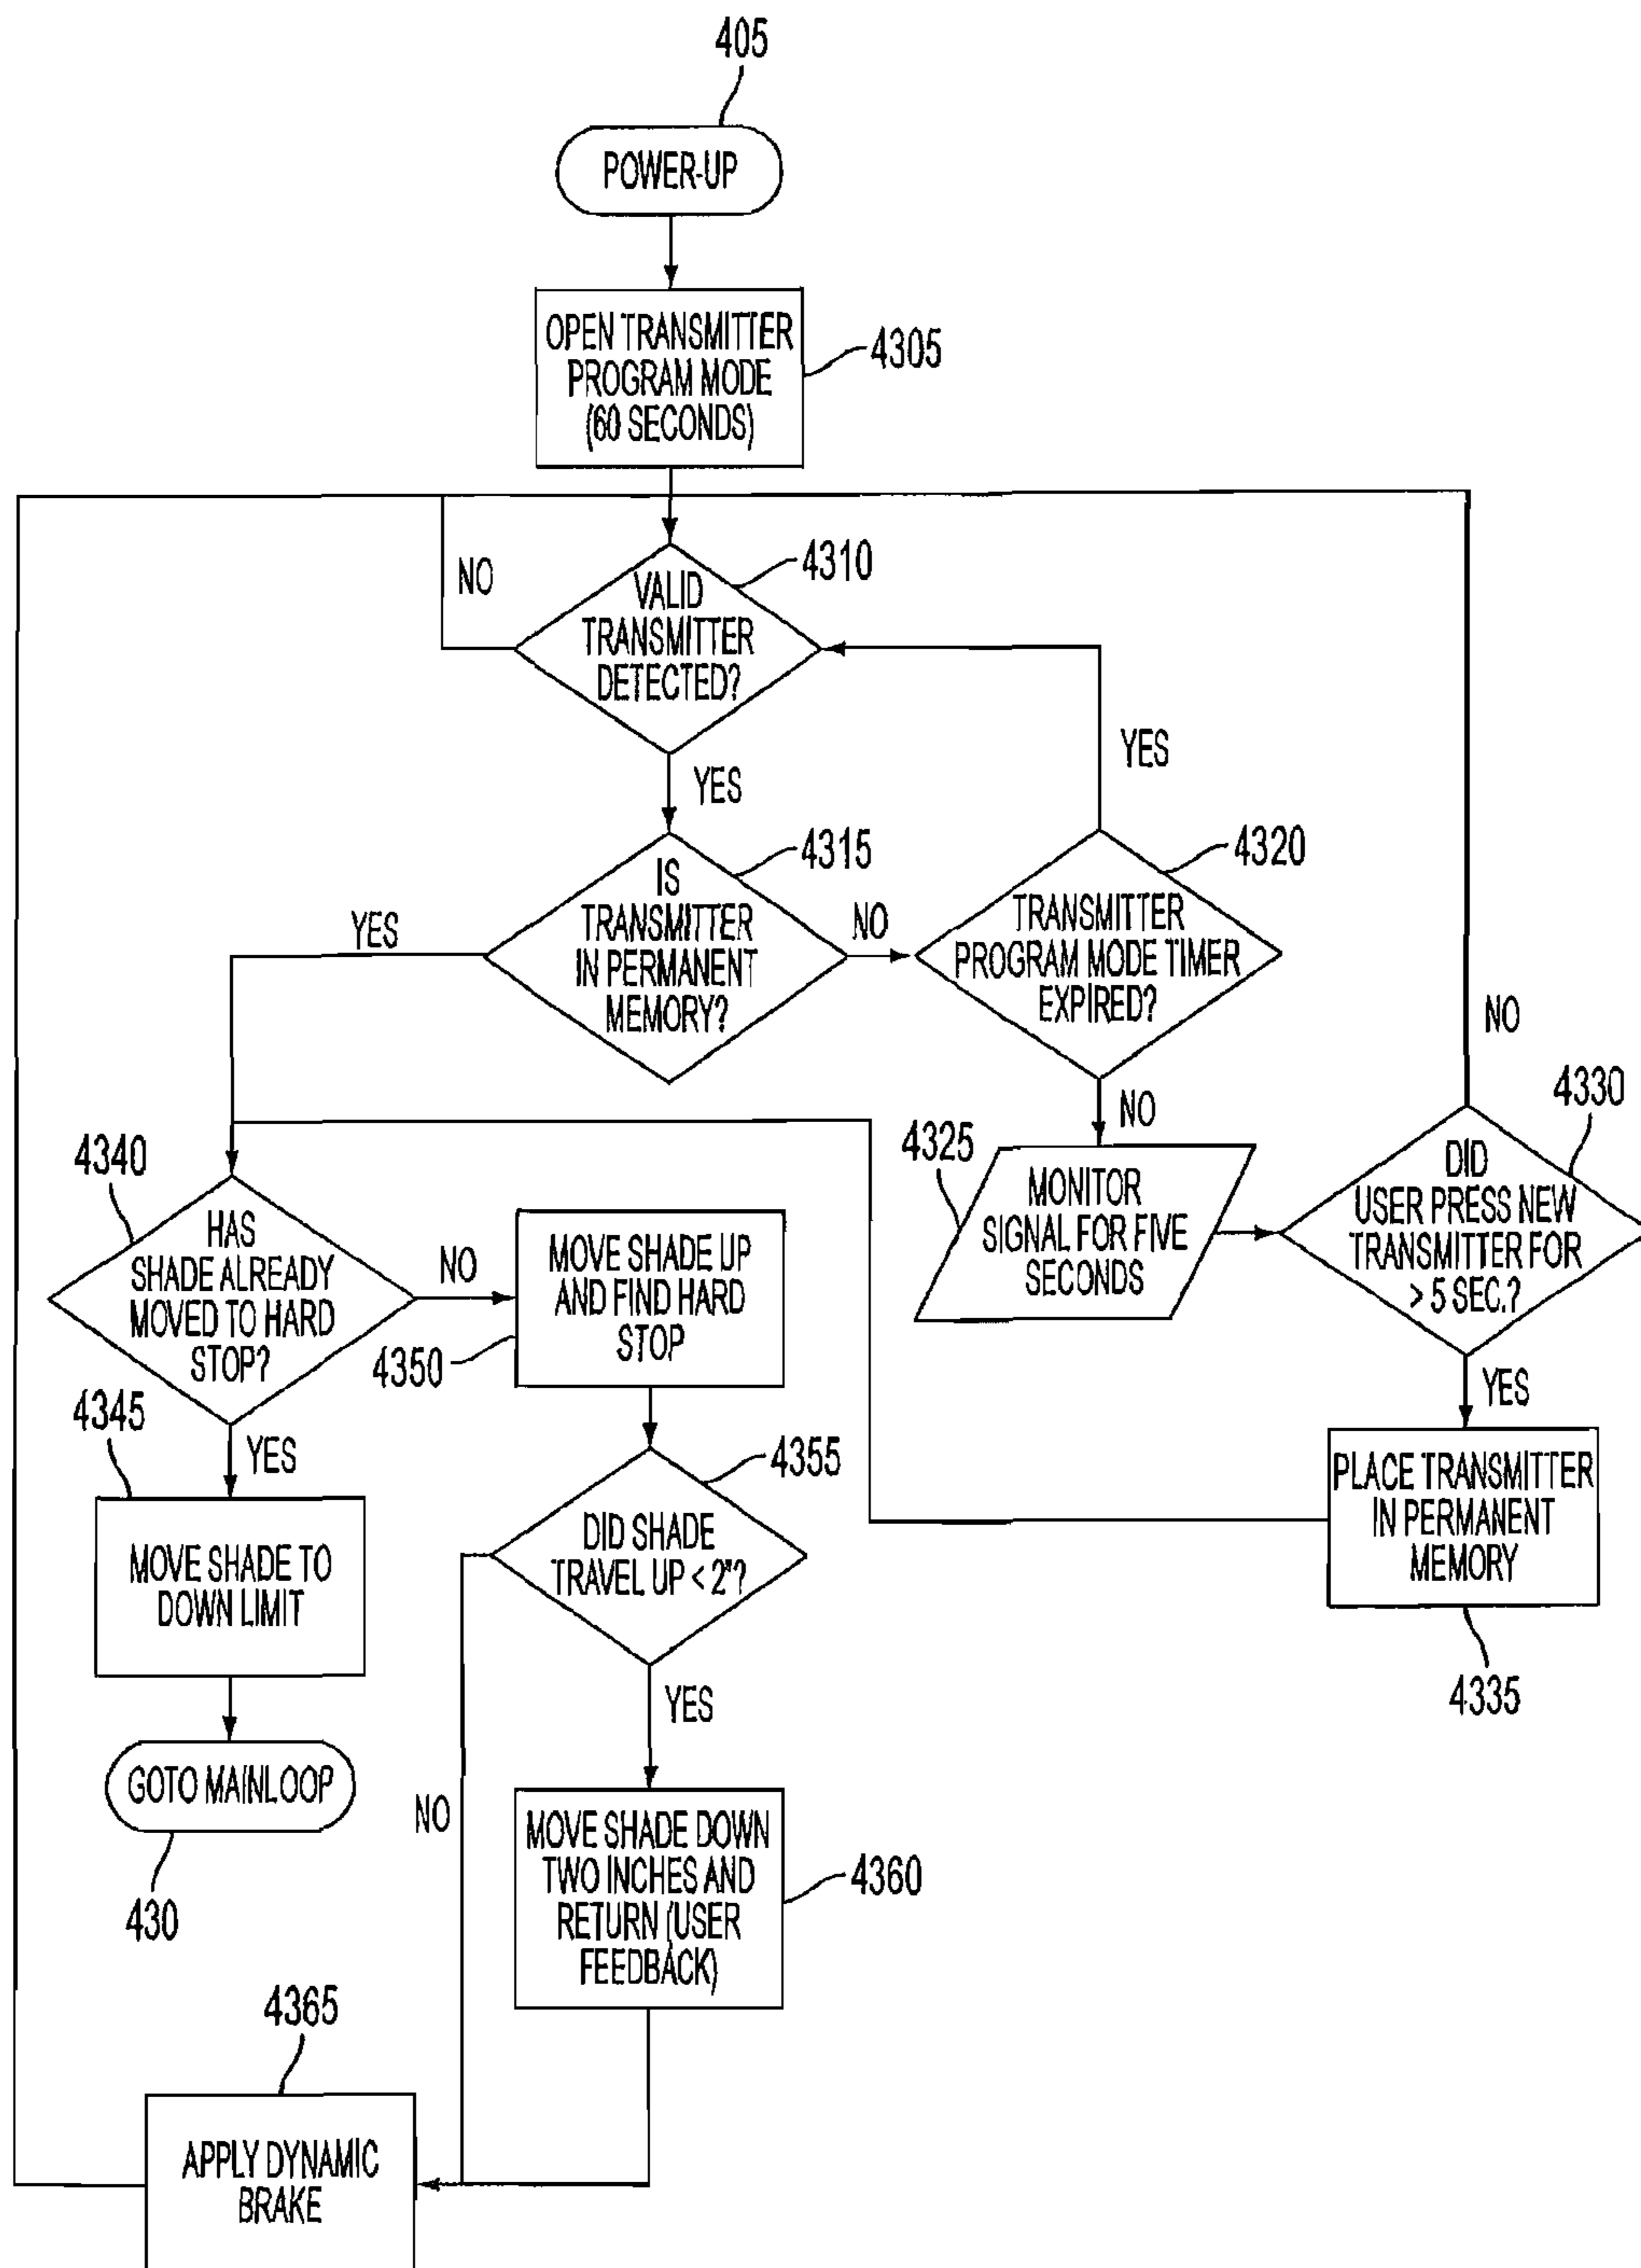 405
POWER-UP
OPEN TRANSMITTER
PROGRAM MODE
(60 SECONDS)
4305
NO
4310
VALID
TRANSMITTER
DETECTED?
YES
YES
4315
4320
IS
TRANSMITTER
IN PERMANENT
MEMORY?
YES
NO
TRANSMITTER
PROGRAM MODE TIMER
EXPIRED?
NO
NO
4330
4325
MONITOR
SIGNAL FOR FIVE
SECONDS
DID
USER PRESS NEW
TRANSMITTER FOR
> 5 SEC.?
4340
HAS
SHADE ALREADY
MOVED TO HARD
STOP?
NO
MOVE SHADE UP
AND FIND HARD
STOP
4350
YES
4345
YES
4355
PLACE TRANSMITTER
IN PERMANENT
MEMORY
4335
MOVE SHADE TO
DOWN LIMIT
DID SHADE
TRAVEL UP < 2"?
YES
GOTO MAINLOOP
430
NO
MOVE SHADE DOWN
TWO INCHES AND
RETURN (USER
FEEDBACK)
4360
4365
APPLY DYNAMIC
BRAKE